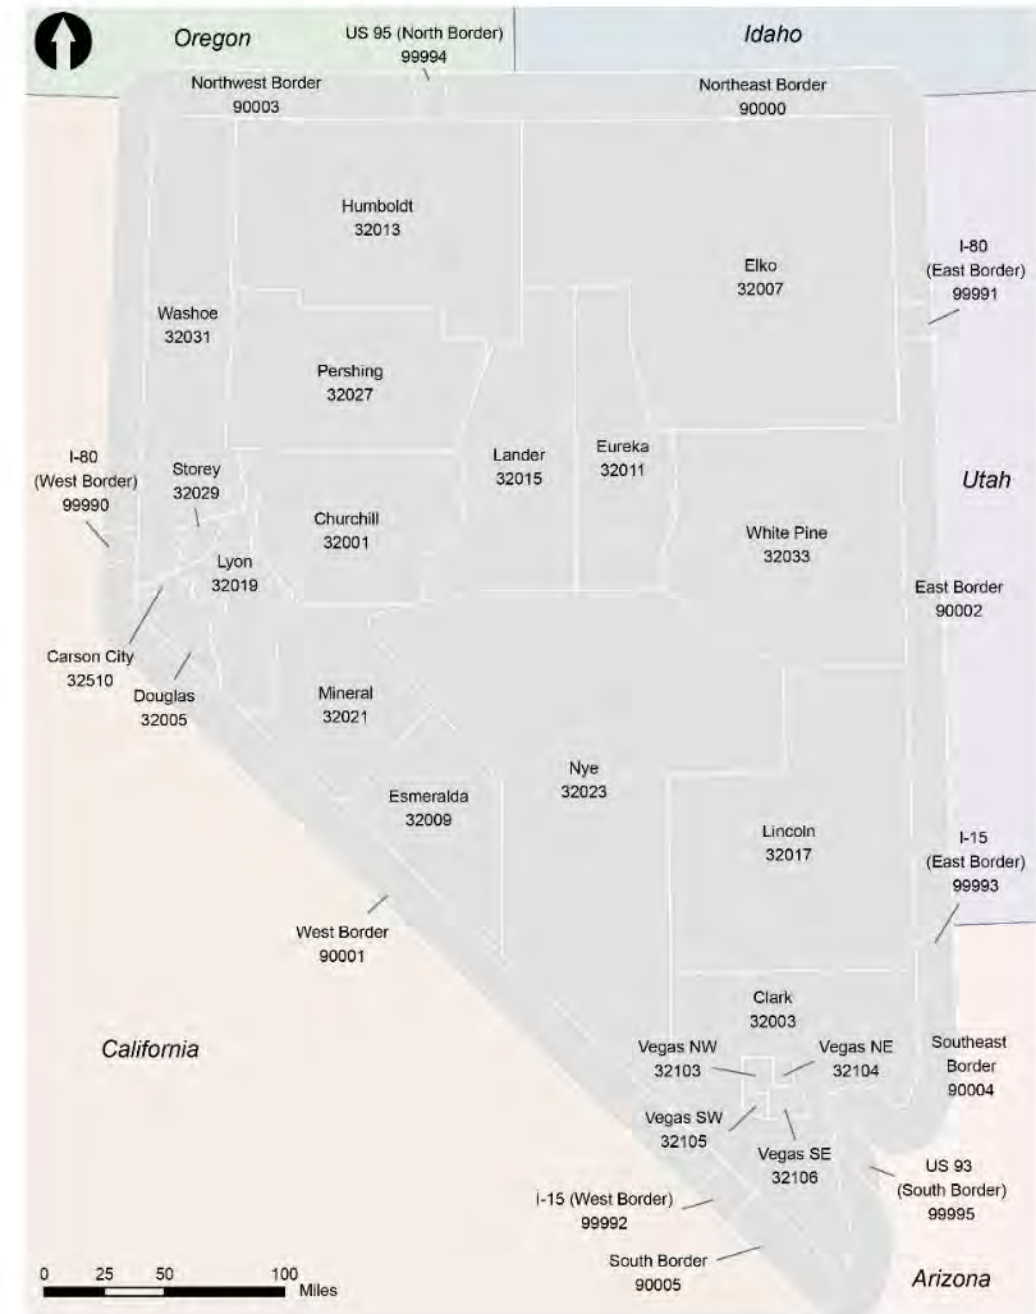 Oregon
US 95 (North Border)
99994
Idaho
Northwest Border
90003
Northeast Border
90000
Humboldt
32013
Elko
32007
I-80
(East Border)
99991
Washoe
32031
Pershing
32027
I-80
(West Border)
99990
Storey
32029
Lander
32015
Eureka
32011
Utah
Churchill
32001
White Pine
32033
Lyon
32019
East Border
90002
Carson City
32510
Douglas
32005
Mineral
32021
Nye
32023
Esmeralda
32009
Lincoln
32017
I-15
(East Border)
99993
West Border
90001
Clark
32003
California
Vegas NW
32103
Vegas NE
32104
Southeast
Border
90004
Vegas SW
32105
Vegas SE
32106
US 93
(South Border)
99995
I-15 (West Border)
99992
South Border
90005
Arizona
0 25 50 100
Miles